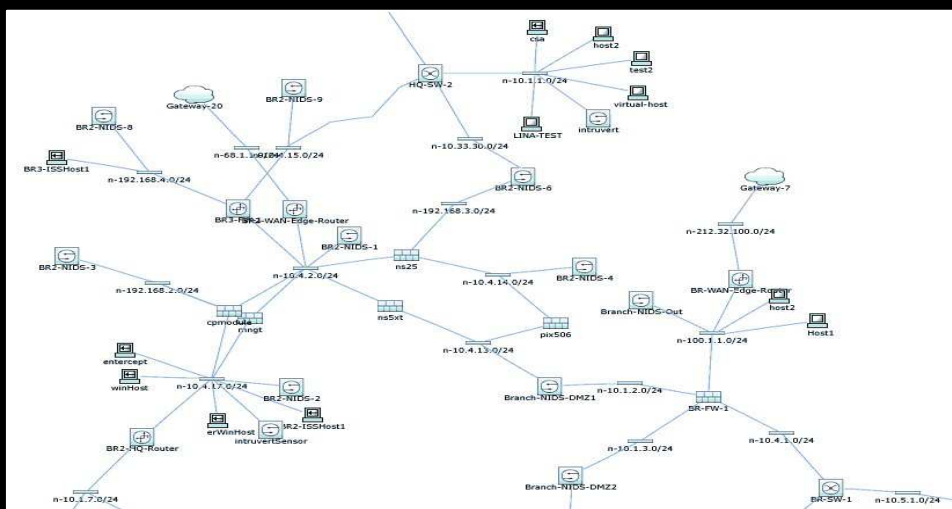 csa
host2
HQ-SW-2
n-10.1.1.0/24
test2
virtual-host
BR2-NIDS-9
Gateway-20
BR2-NIDS-8
LINA-TEST
intruvert
n-10.33.30.0/24
BR3-ISSHost1
n-192.168.4.0/24
BR2-NIDS-6
Gateway-7
n-192.168.3.0/24
BR2-WAN-Edge-Router
n-212.32.100.0/24
BR2-NIDS-1
BR2-NIDS-3
n-10.4.2.0/24
ns25
BR2-NIDS-4
n-10.4.14.0/24
BR-WAN-Edge-Router
n-192.168.2.0/24
host2
Branch-NIDS-Out
cpmodule
mngt
ns5xt
pix506
Host1
n-100.1.1.0/24
n-10.4.13.0/24
entercept
winHost
n-10.4.17.0/24
BR2-NIDS-2
Branch-NIDS-DMZ1
n-10.1.2.0/24
BR-FW-1
erWinHost
BR2-ISSHost1
intruvertSensor
BR2-HQ-Router
n-10.1.3.0/24
n-10.4.1.0/24
Branch-NIDS-DMZ2
n-10.1.7.0/24
BR-SW-1
n-10.5.1.0/24